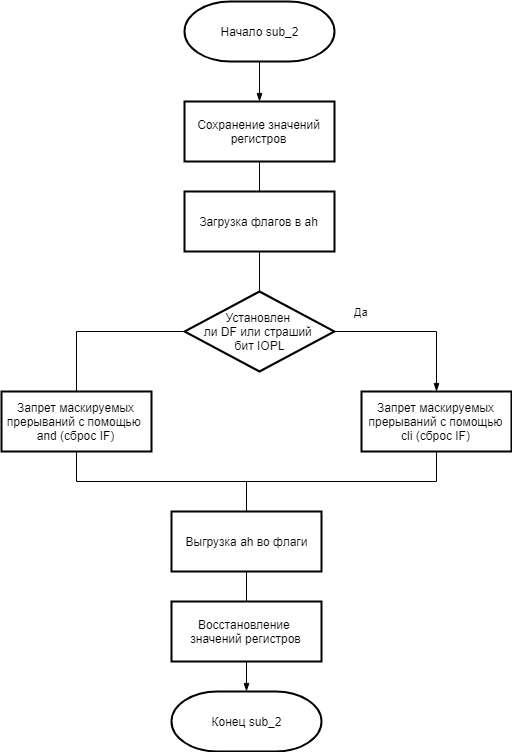 Начало sub_2
Сохранение значений
регистров
Загрузка флагов в ah
Установлен
ли DF или страший
бит IOPL
Да
Запрет маскируемых
прерываний с помощью
and (сброс IF)
Запрет маскируемых
прерываний с помощью
cli (сброс IF)
Выгрузка ah во флаги
Восстановление
значений регистров
Конец sub_2